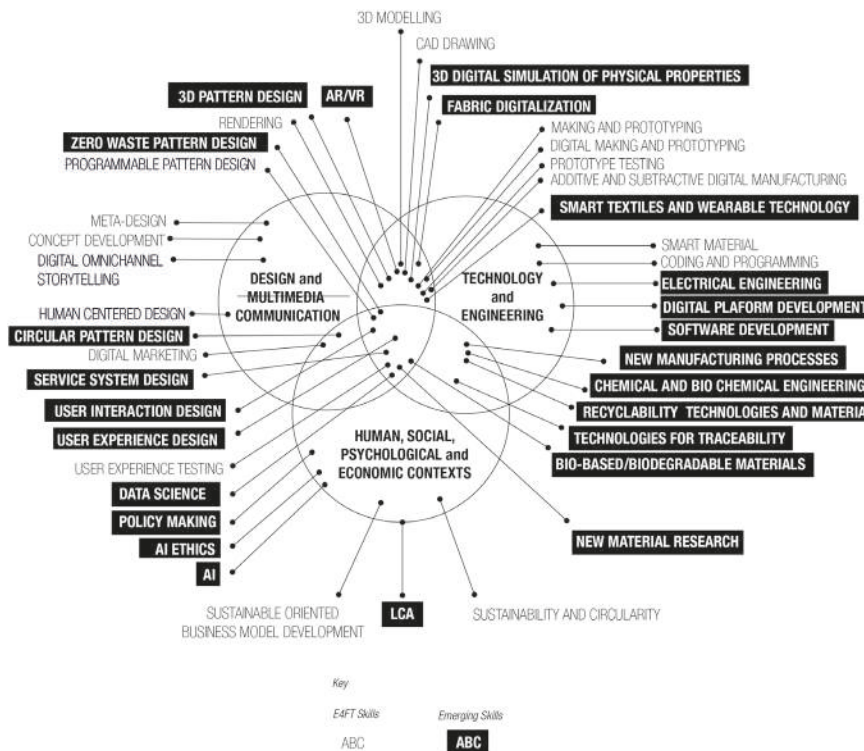 3D MODELLING
CAD DRAWING
3D DIGITAL SIMULATION OF PHYSICAL PROPERTIES
3D PATTERN DESIGN
AR/VR
FABRIC DIGITALIZATION
RENDERING
MAKING AND PROTOTYPING
ZERO WASTE PATTERN DESIGN
DIGITAL MAKING AND PROTOTYPING
PROGRAMMABLE PATTERN DESIGN
PROTOTYPE TESTING
ADDITIVE AND SUBTRACTIVE DIGITAL MANUFACTURING
SMART TEXTILES AND WEARABLE TECHNOLOGY
META-DESIGN
CONCEPT DEVELOPMENT
DIGITAL OMNICHANNEL
STORYTELLING
DESIGN and
MULTIMEDIA
COMMUNICATION
TECHNOLOGY
and
ENGINEERING
SMART MATERIAL
CODING AND PROGRAMMING
ELECTRICAL ENGINEERING
DIGITAL PLAFORM DEVELOPMENT
SOFTWARE DEVELOPMENT
HUMAN CENTERED DESIGN
CIRCULAR PATTERN DESIGN
DIGITAL MARKETING
SERVICE SYSTEM DESIGN
NEW MANUFACTURING PROCESSES
CHEMICAL AND BIO CHEMICAL ENGINEERING
RECYCLABILITY TECHNOLOGIES AND MATERIA
TECHNOLOGIES FOR TRACEABILITY
BIO-BASED/BIODEGRADABLE MATERIALS
USER INTERACTION DESIGN
USER EXPERIENCE DESIGN
USER EXPERIENCE TESTING
HUMAN, SOCIAL,
PSYCHOLOGICAL and
ECONOMIC CONTEXTS
DATA SCIENCE
POLICY MAKING
AI ETHICS
AI
NEW MATERIAL RESEARCH
SUSTAINABLE ORIENTED
BUSINESS MODEL DEVELOPMENT
LCA
SUSTAINABILITY AND CIRCULARITY
Key
E4FT Skills
Emerging Skills
ABC
ABC